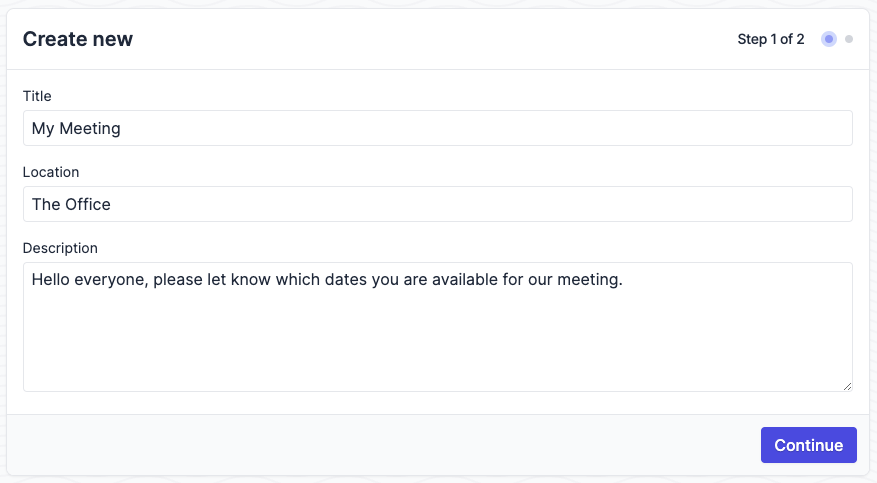 Create new
Step 1 of 2
Title
My Meeting
Location
The Office
Description
Hello everyone, please let know which dates you are available for our meeting.
Continue